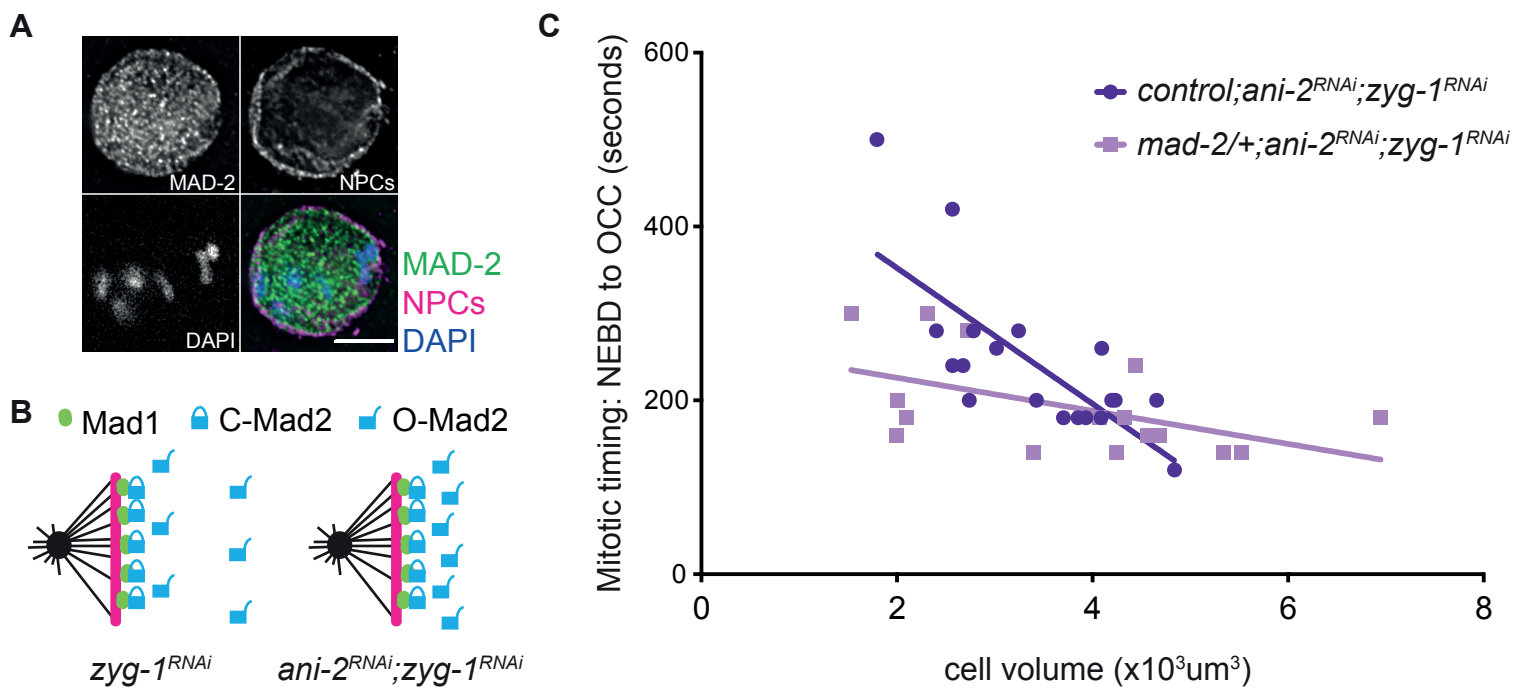 A
MAD-2
NPCs
DAPI
MAD-2
NPCs
DAPI
B
Mad1 C-Mad2 O-Mad2
zyg-1RNAi
ani-2RNAi;zyg-1RNAi
C
Mitotic timing: NEBD to OCC (seconds)
600
400
200
0
0 2 4 6 8
cell volume (x10³um³)
control;ani-2RNAi;zyg-1RNAi
mad-2/+;ani-2RNAi;zyg-1RNAi